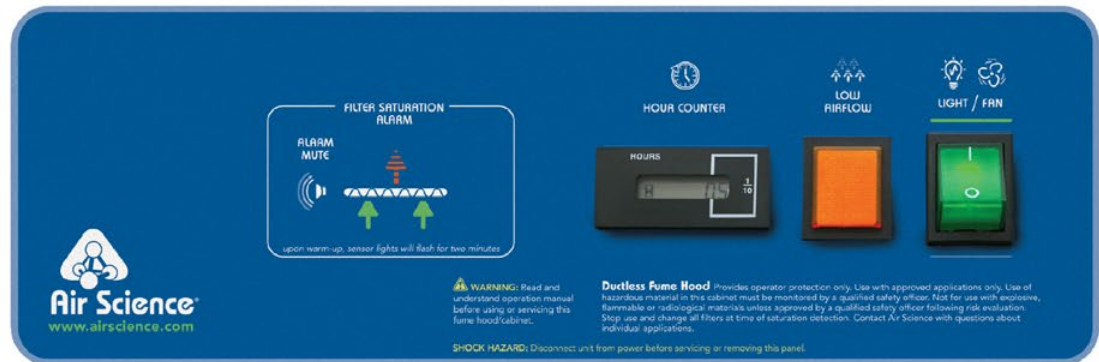 FILTER SATURATION
ALARM
ALARM
MUTE
upon warm-up, sensor lights will flash for two minutes
HOUR COUNTER
HOURS
1
10
LOW
AIRFLOW
LIGHT / FAN
I
O
Air Science®
www.airscience.com
WARNING: Read and
understand operation manual
before using or servicing this
fume hood/cabinet.
Ductless Fume Hood Provides operator protection only. Use with approved applications only. Use of
hazardous material in this cabinet must be monitored by a qualified safety officer. Not for use with explosive,
flammable or radiological materials unless approved by a qualified safety officer following risk evaluation.
Stop use and change all filters at time of saturation detection. Contact Air Science with questions about
individual applications.
SHOCK HAZARD: Disconnect unit from power before servicing or removing this panel.